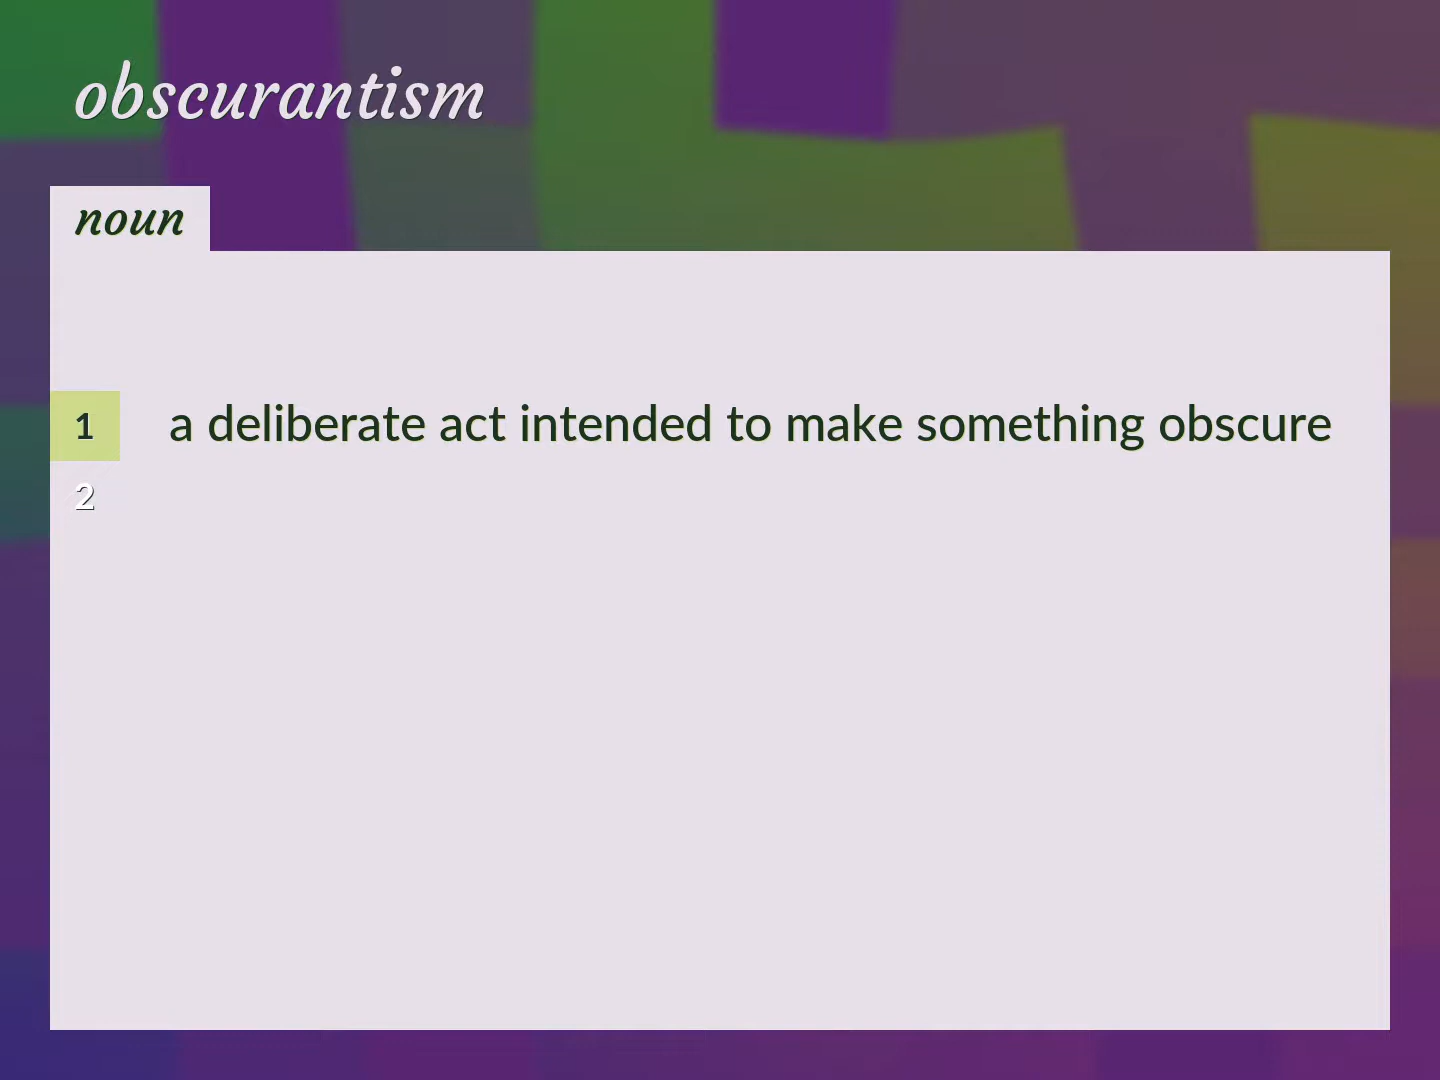 obscurantism
noun
1 a deliberate act intended to make something obscure
2